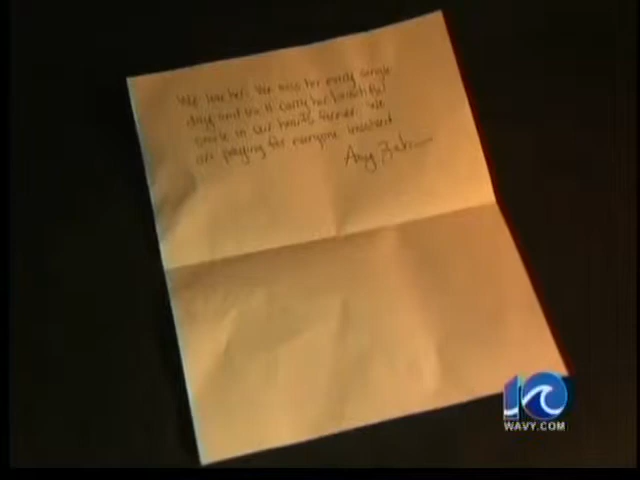 We love her. We miss her every single
day and we'll carry her beautiful
smile in our hearts forever. We
are praying for everyone involved
Amy
10
WAVY.COM